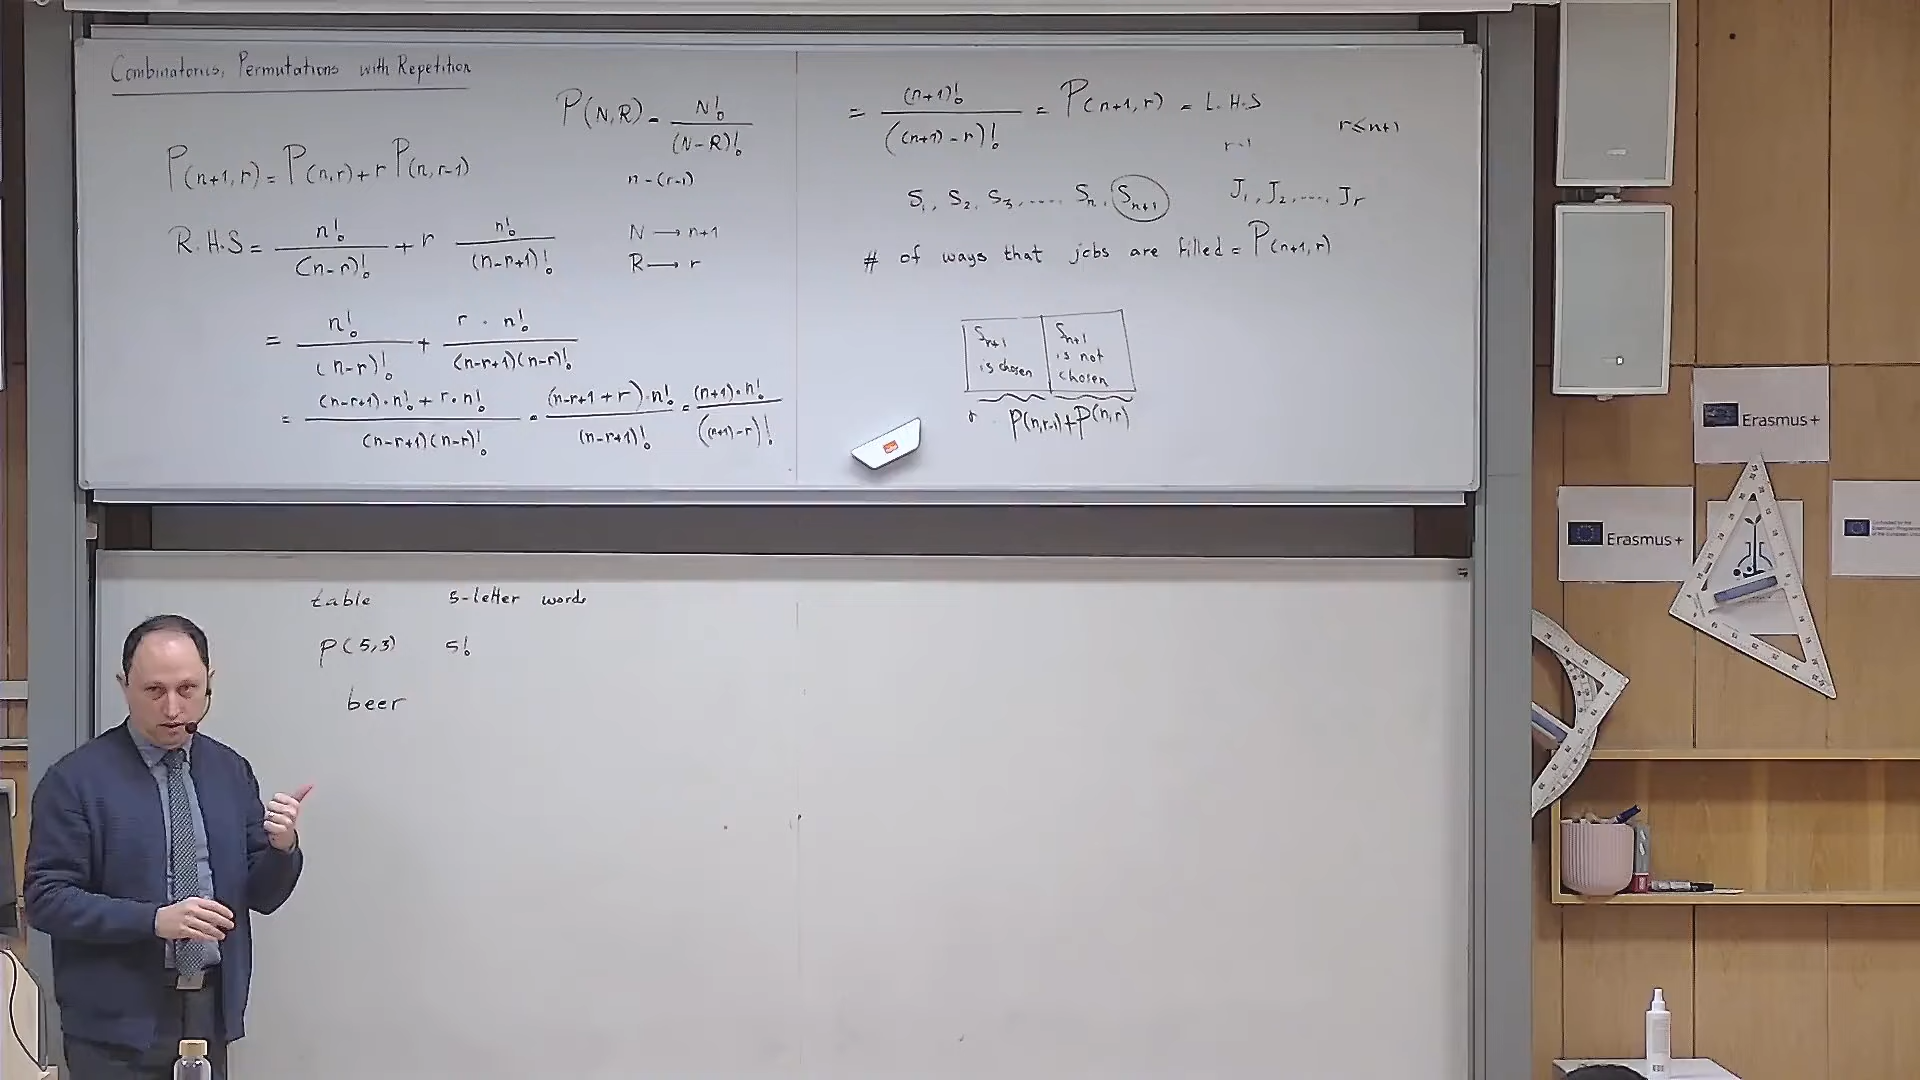 Combinatorics, Permutations with Repetition
P(N,R) = N! / (N-R)!
P(n+1,r) = P(n,r) + r P(n,r-1)
n-(r-1)
R.H.S = n! / (n-r)! + r n! / (n-r+1)!
N → n+1
R → r
= n! / (n-r)! + r · n! / (n-r+1)(n-r)!
= (n-r+1)·n! + r·n! / (n-r+1)(n-r)! = (n-r+1+r)·n! / (n-r+1)! = (n+1)·n! / ((n+1)-r)!
= (n+1)! / ((n+1)-r)! = P(n+1,r) = L.H.S
r≤n+1
r-1
S1, S2, S3, ...., Sn, Sn+1
J1, J2, ...., Jr
# of ways that jobs are filled = P(n+1,r)
Sn+1 is chosen
Sn+1 is not chosen
r · P(n,r-1) + P(n,r)
table 5-letter words
P(5,3) 5!
beer
Erasmus+
Erasmus+